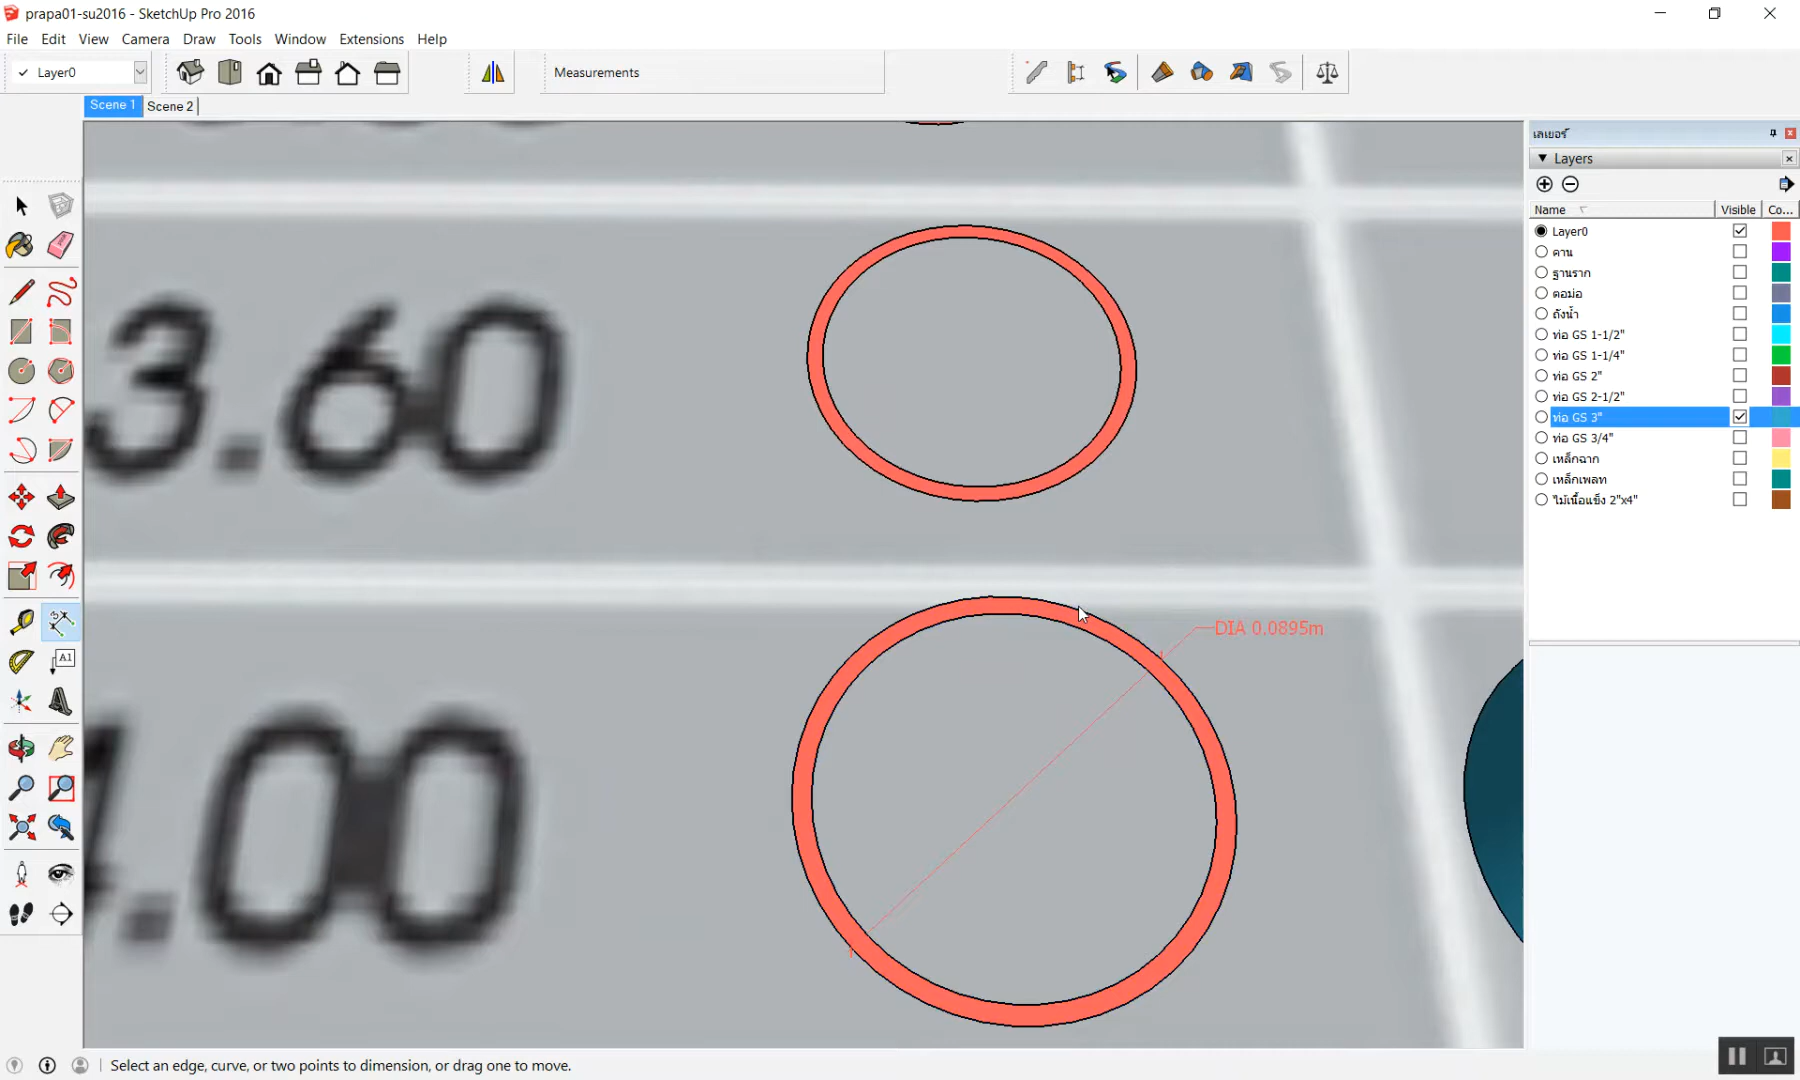 prapa01-su2016 - SketchUp Pro 2016
File Edit View Camera Draw Tools Window Extensions Help
Layer0
Measurements
Scene 1 Scene 2
เลเยอร์
Layers
Name Visible Co...
Layer0
คาน
ฐานราก
ตอม่อ
ถังน้ำ
ท่อ GS 1-1/2"
ท่อ GS 1-1/4"
ท่อ GS 2"
ท่อ GS 2-1/2"
ท่อ GS 3"
ท่อ GS 3/4"
เหล็กฉาก
เหล็กเพลท
ไม้เนื้อแข็ง 2"x4"
3.60
DIA 0.0895m
.00
A1
Select an edge, curve, or two points to dimension, or drag one to move.